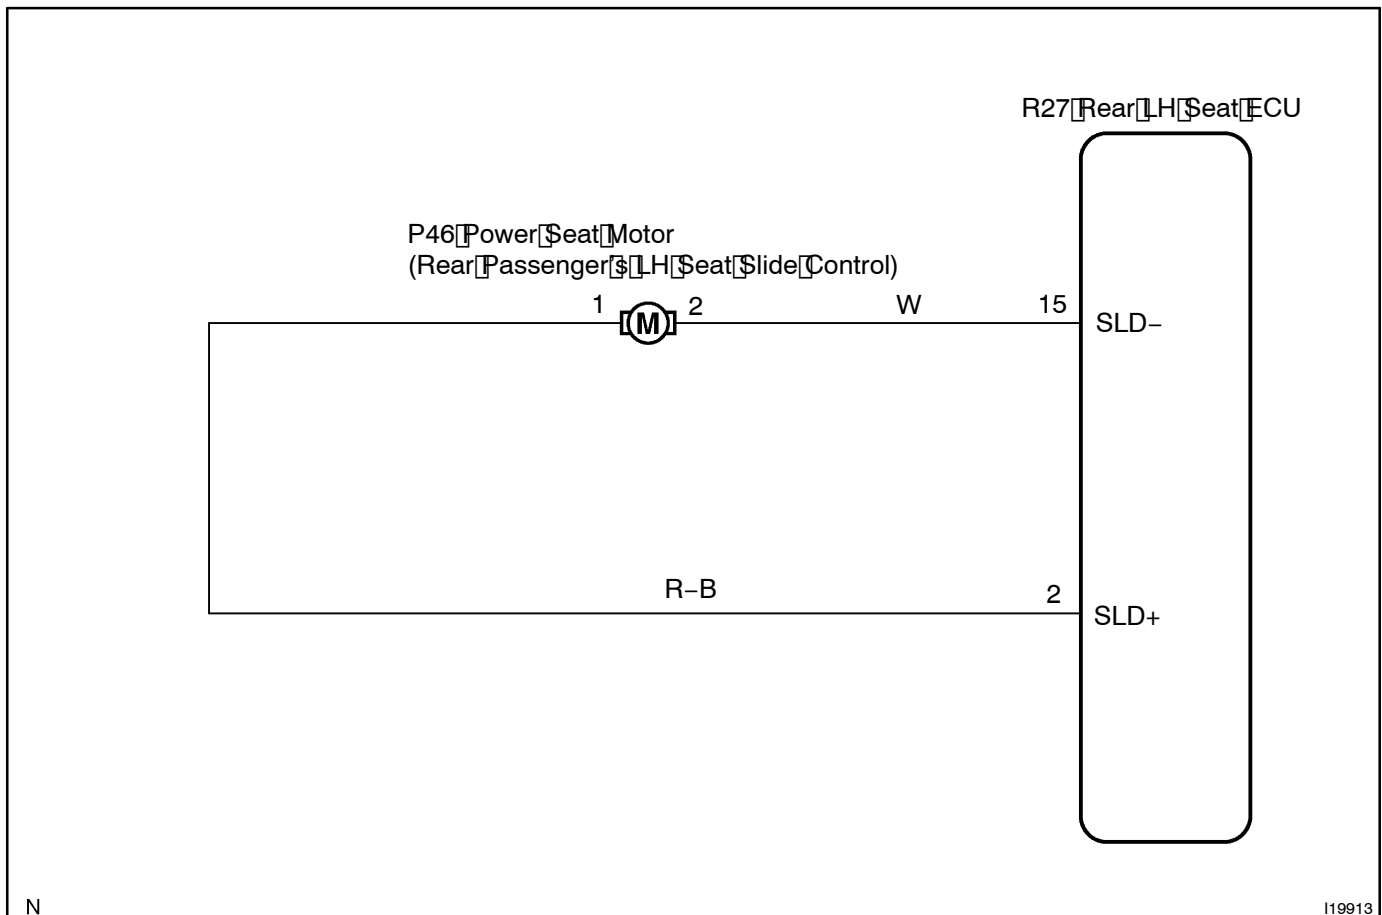 R27 Rear LH Seat ECU
P46 Power Seat Motor
(Rear Passenger's LH Seat Slide Control)
1
M
2
W
15
SLD−
R−B
2
SLD+
N
I19913